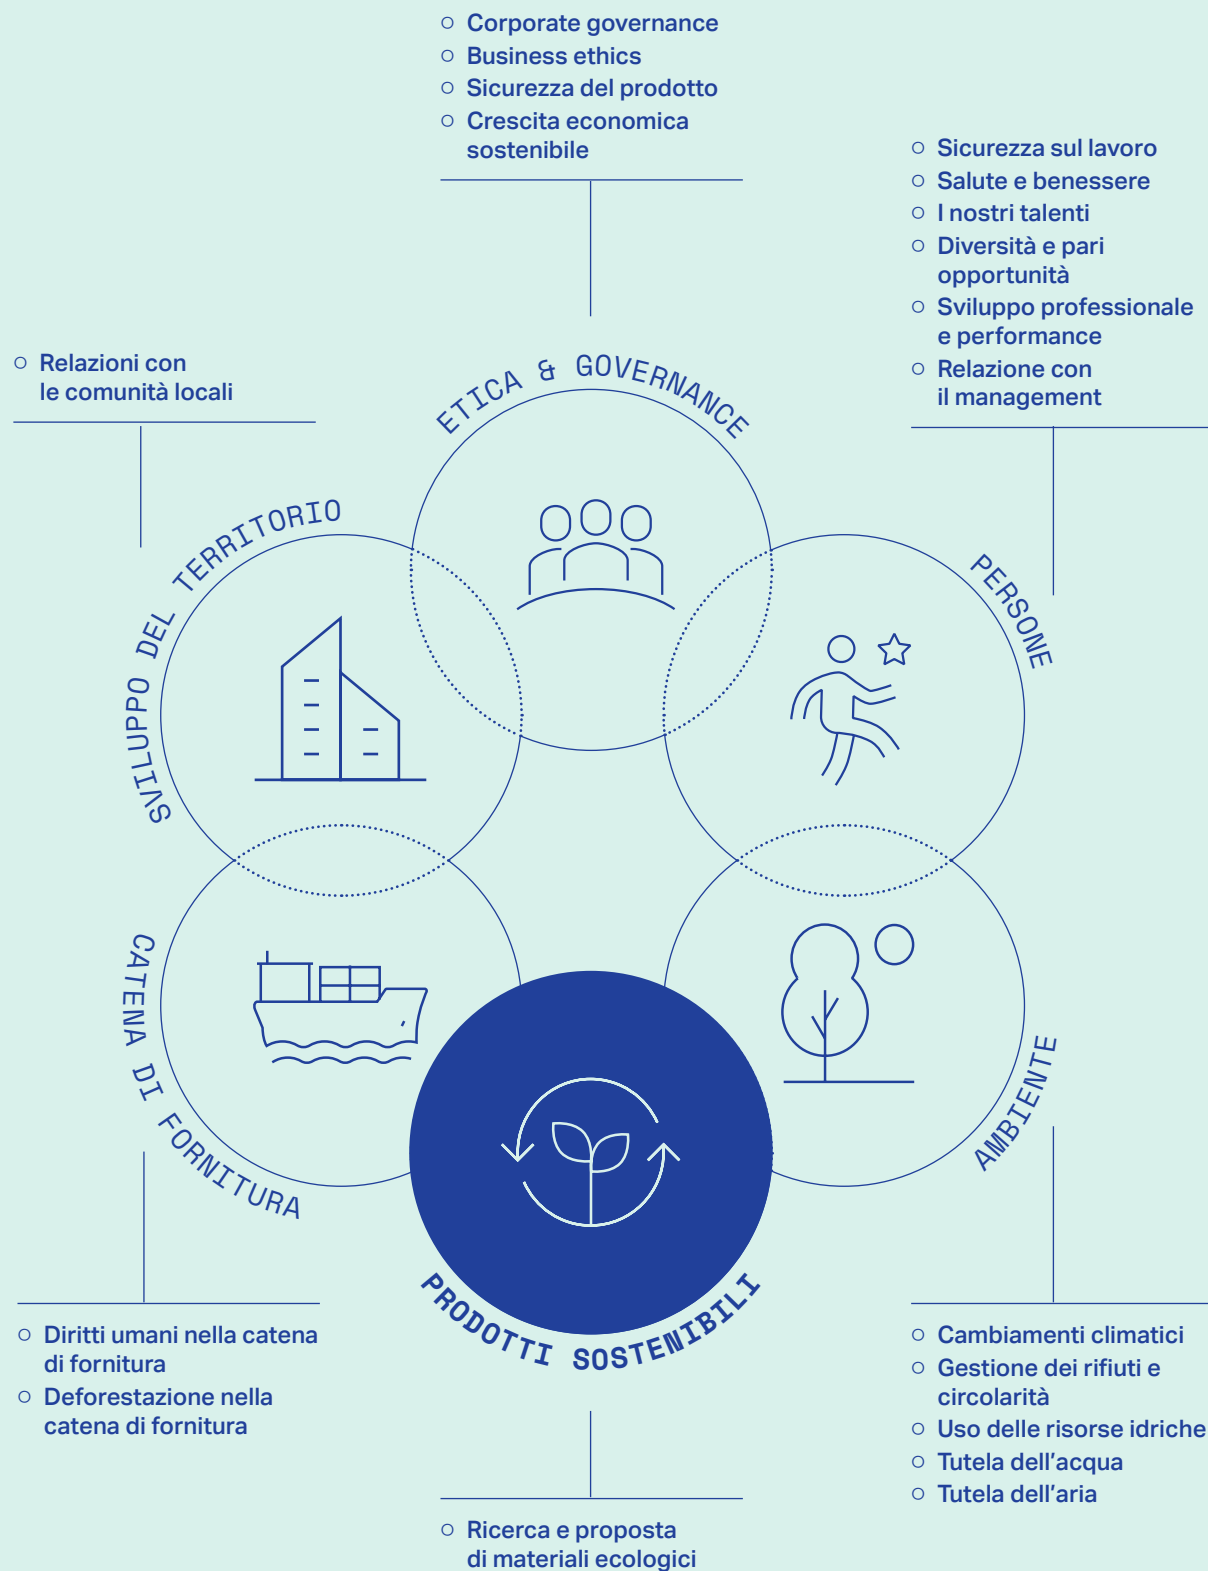 Corporate governance
Business ethics
Sicurezza del prodotto
Crescita economica
sostenibile
Sicurezza sul lavoro
Salute e benessere
I nostri talenti
Diversità e pari
opportunità
Sviluppo professionale
e performance
Relazione con
il management
Relazioni con
le comunità locali
ETICA & GOVERNANCE
SVILUPPO DEL TERRITORIO
PERSONE
CATENA DI FORNITURA
AMBIENTE
PRODOTTI SOSTENIBILI
Diritti umani nella catena
di fornitura
Deforestazione nella
catena di fornitura
Cambiamenti climatici
Gestione dei rifiuti e
circolarità
Uso delle risorse idriche
Tutela dell'acqua
Tutela dell'aria
Ricerca e proposta
di materiali ecologici